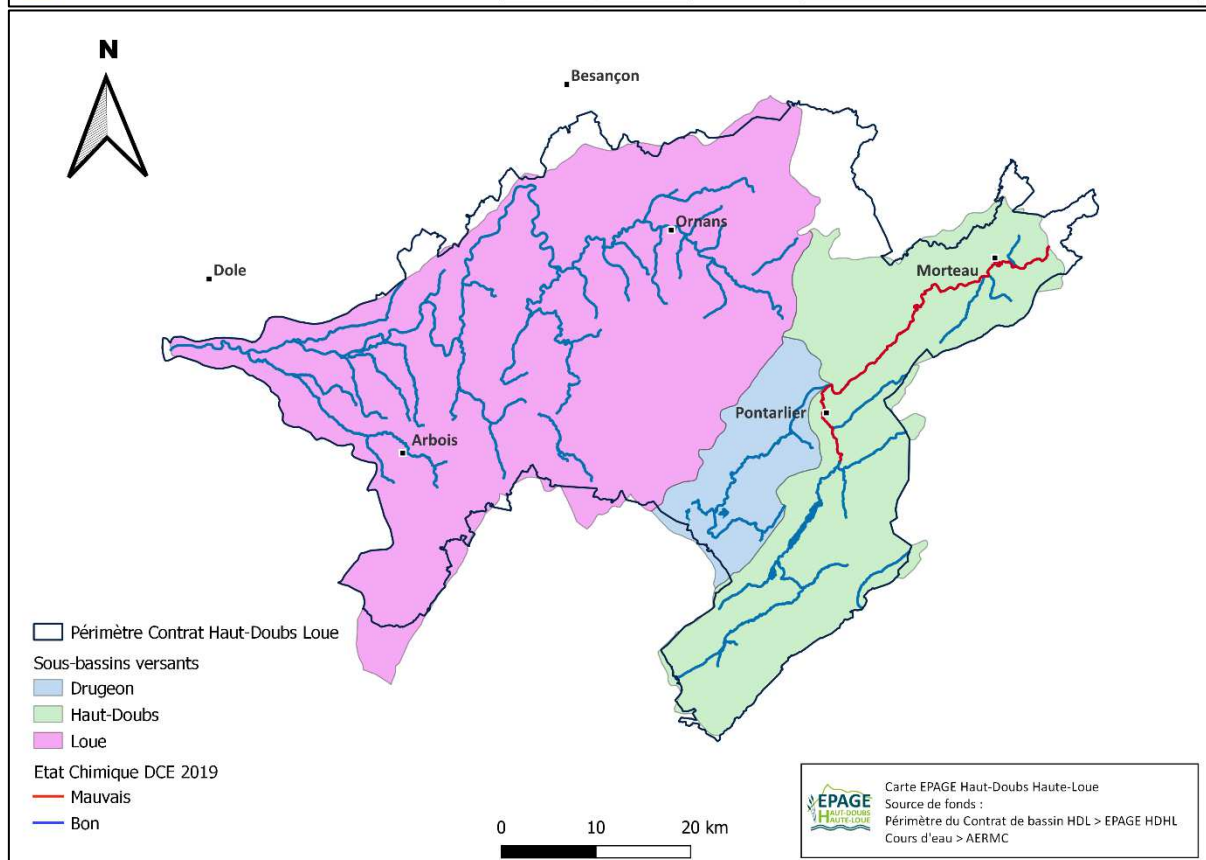 N
Besançon
Ornans
Dole
Morteau
Pontarlier
Arbois
Périmètre Contrat Haut-Doubs Loue
Sous-bassins versants
Drugeon
Haut-Doubs
Loue
Etat Chimique DCE 2019
Mauvais
Bon
0 10 20 km
EPAGE
HAUT-DOUBS
HAUTE-LOUE
Carte EPAGE Haut-Doubs Haute-Loue
Source de fonds :
Périmètre du Contrat de bassin HDL > EPAGE HDHL
Cours d'eau > AERMC